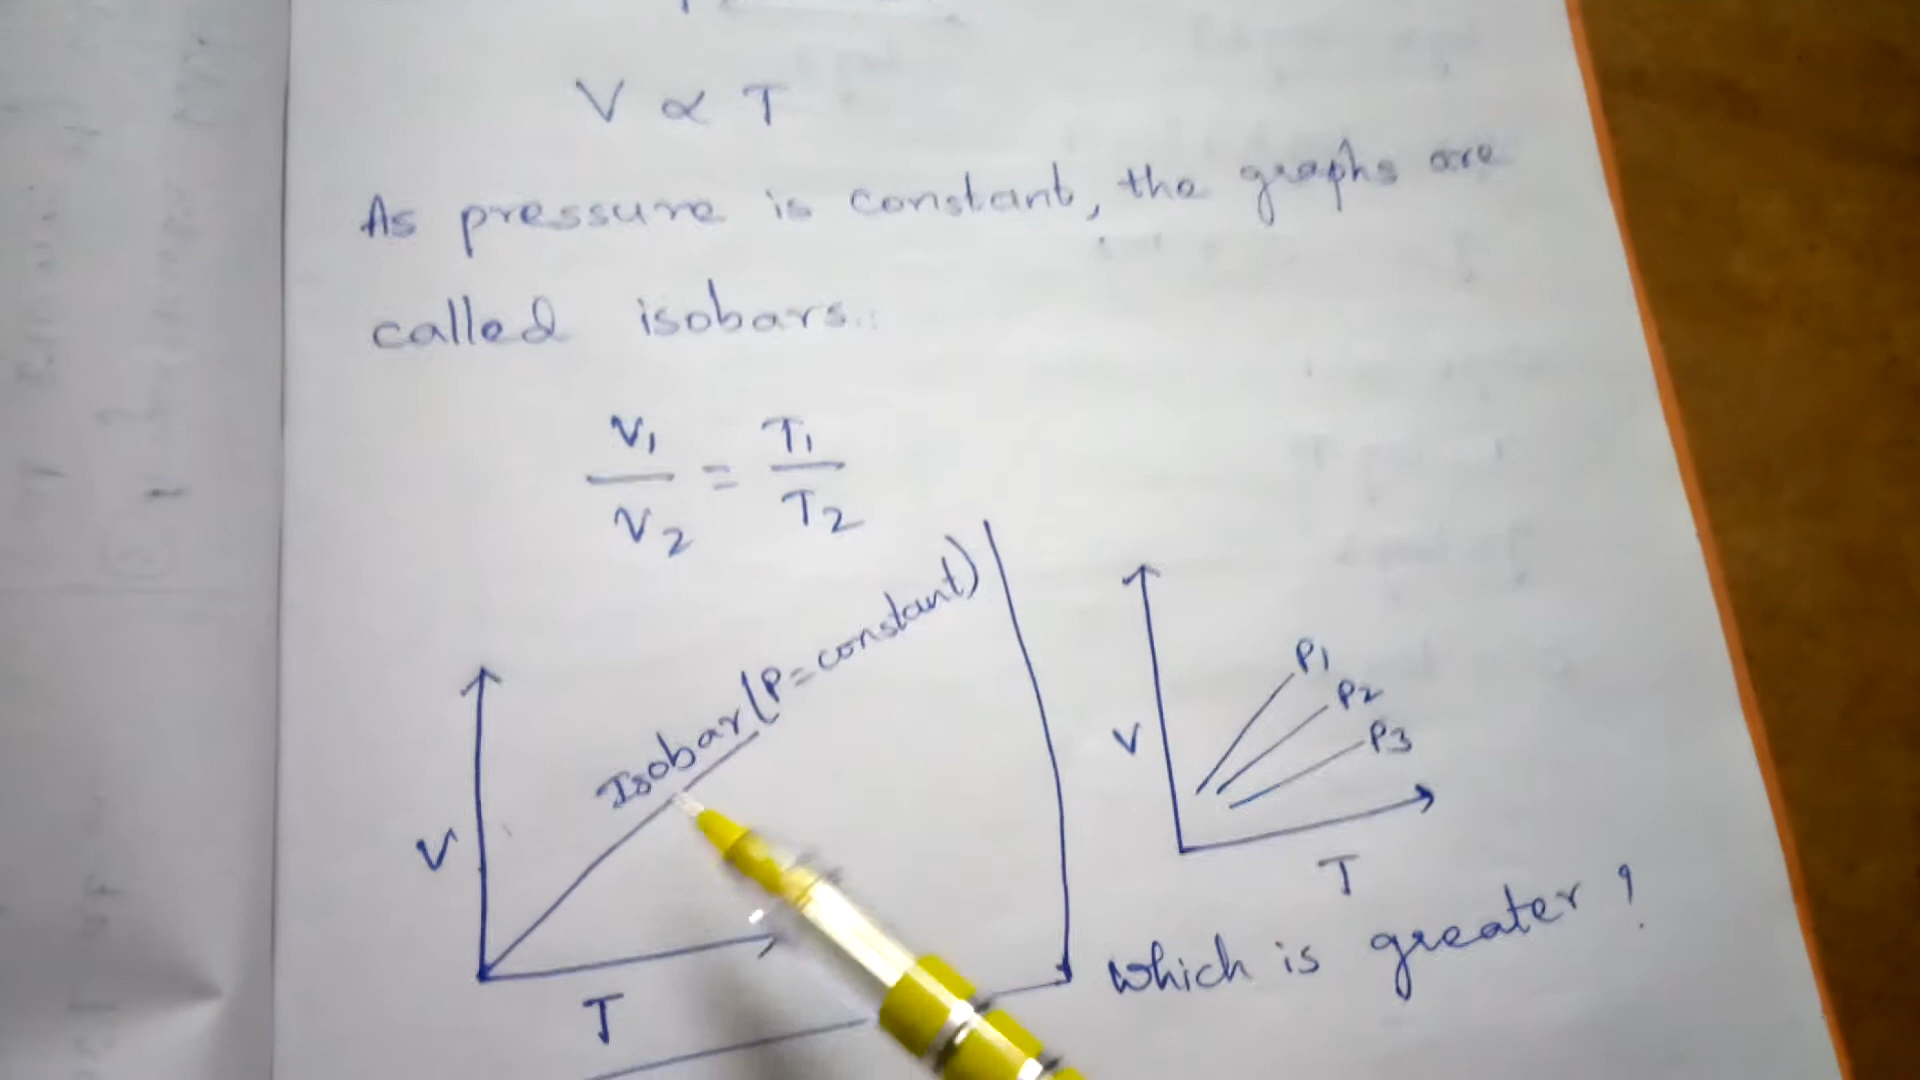 V ∝ T
As pressure is constant, the graphs are
called isobars.
V1/V2 = T1/T2
Isobar (P=constant)
V
T
P1
P2
P3
V
T
which is greater?